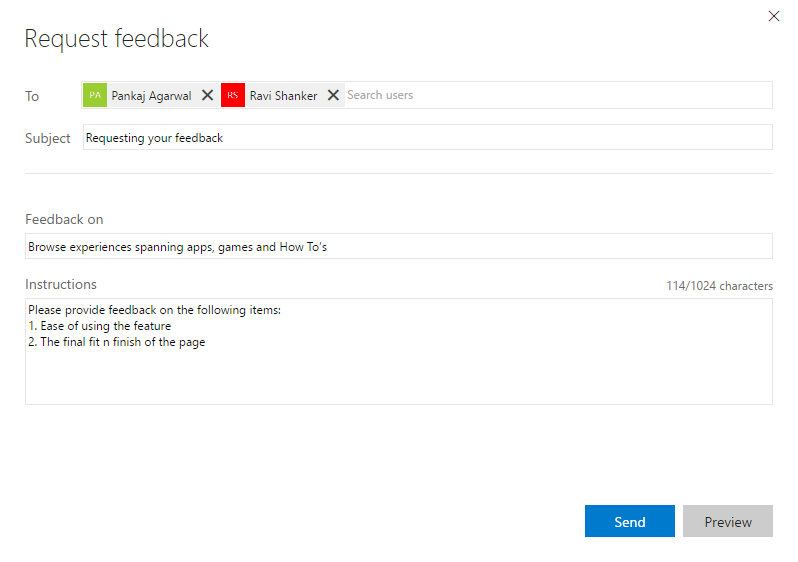 Request feedback
To PA Pankaj Agarwal RS Ravi Shanker Search users
Subject Requesting your feedback
Feedback on
Browse experiences spanning apps, games and How To's
Instructions 114/1024 characters
Please provide feedback on the following items:
1. Ease of using the feature
2. The final fit n finish of the page
Send Preview